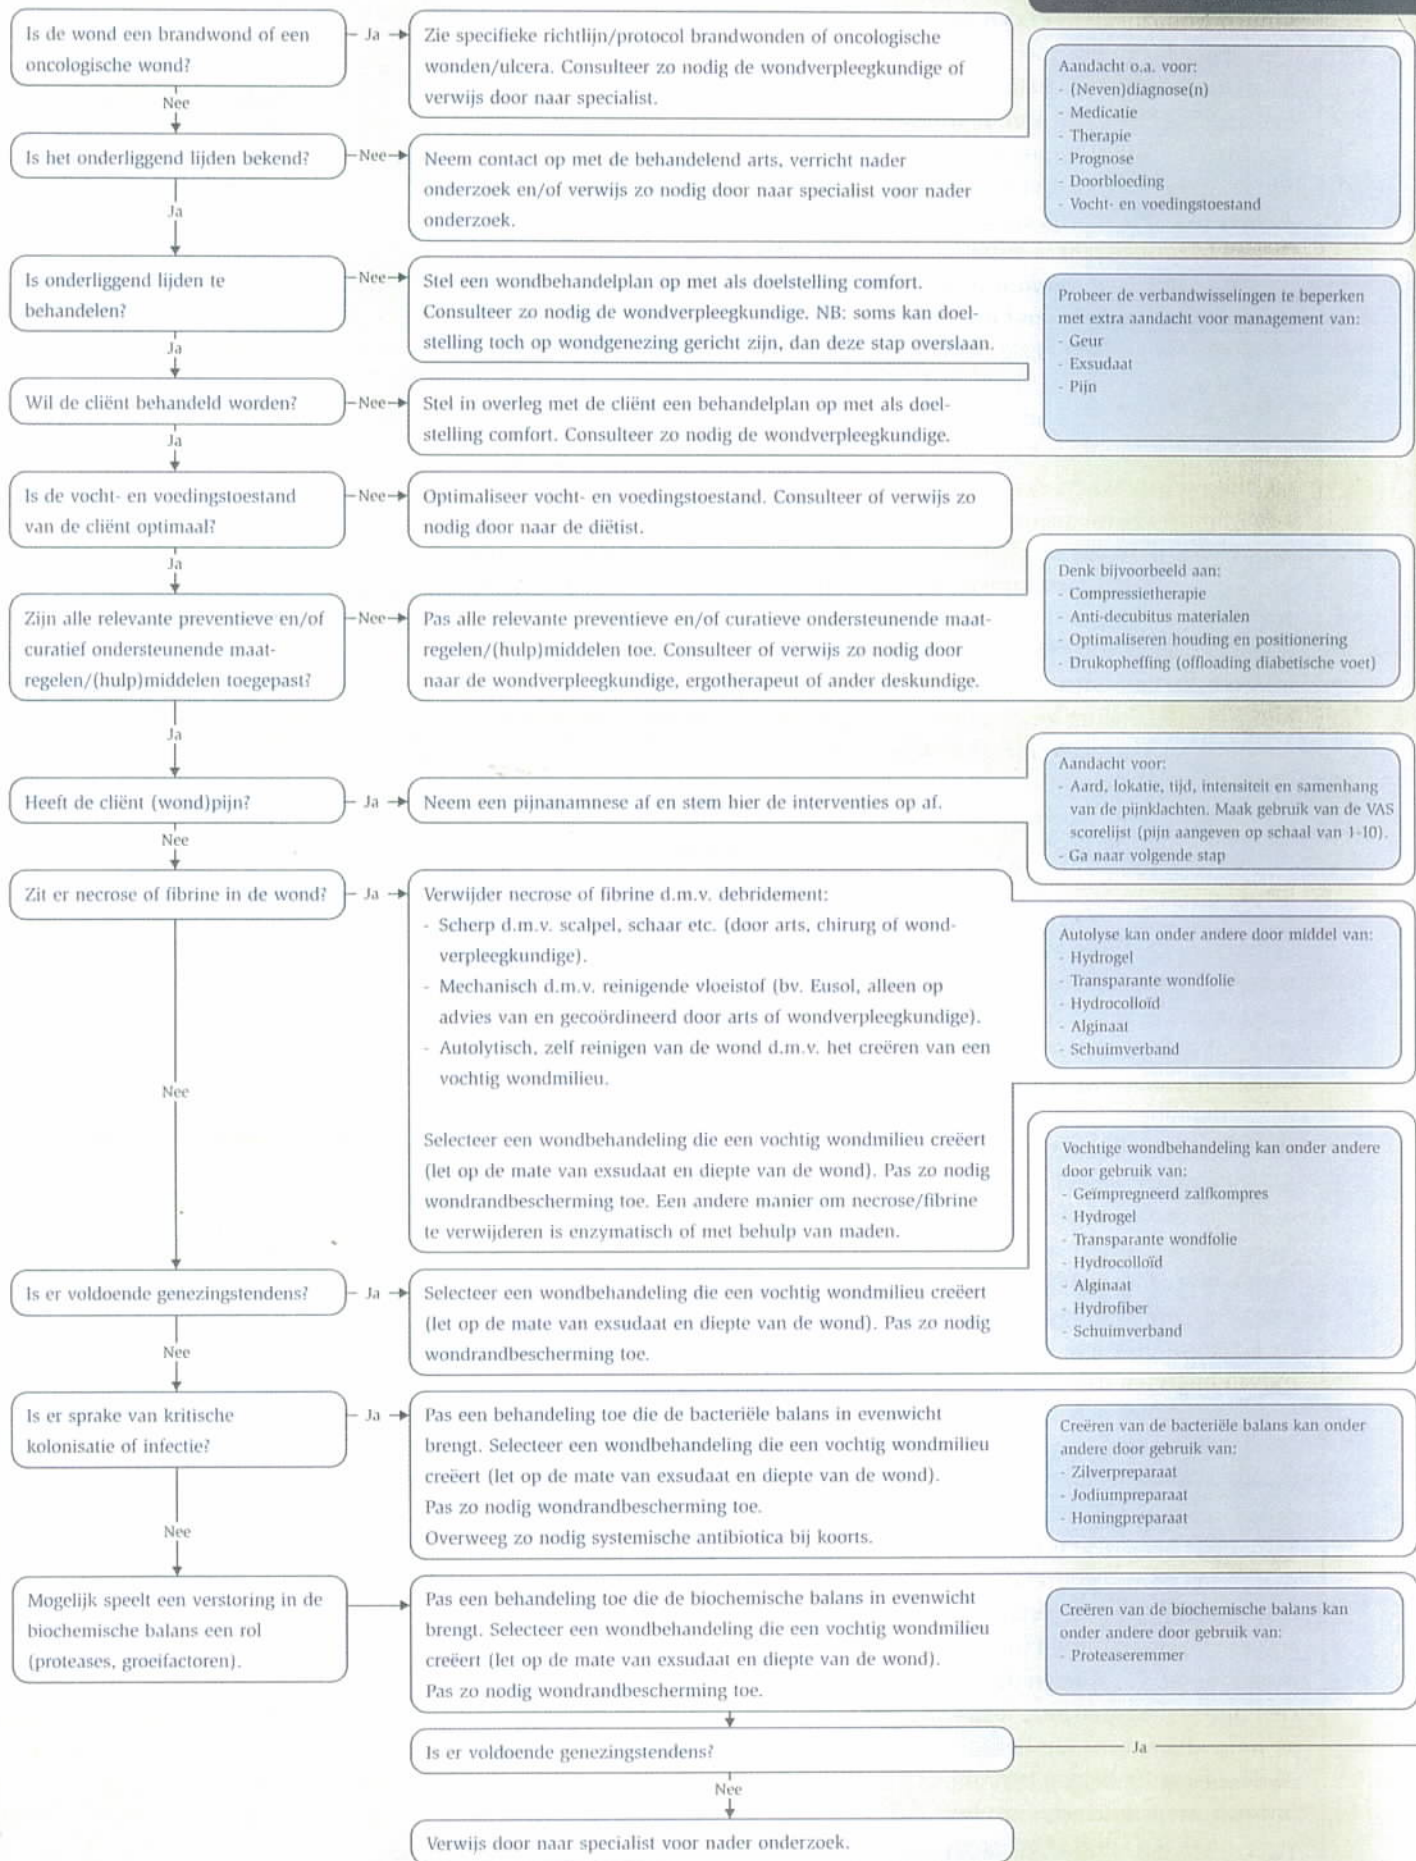 Is de wond een brandwond of een
oncologische wond?
Ja
Zie specifieke richtlijn/protocol brandwonden of oncologische
wonden/ulcera. Consulteer zo nodig de wondverpleegkundige of
verwijs door naar specialist.
Nee
Is het onderliggend lijden bekend?
Nee
Neem contact op met de behandelend arts, verricht nader
onderzoek en/of verwijs zo nodig door naar specialist voor nader
onderzoek.
Aandacht o.a. voor:
- (Neven)diagnose(n)
- Medicatie
- Therapie
- Prognose
- Doorbloeding
- Vocht- en voedingstoestand
Ja
Is onderliggend lijden te
behandelen?
Nee
Stel een wondbehandelplan op met als doelstelling comfort.
Consulteer zo nodig de wondverpleegkundige. NB: soms kan doel-
stelling toch op wondgenezing gericht zijn, dan deze stap overslaan.
Probeer de verbandwisselingen te beperken
met extra aandacht voor management van:
- Geur
- Exsudaat
- Pijn
Ja
Wil de cliënt behandeld worden?
Nee
Stel in overleg met de cliënt een behandelplan op met als doel-
stelling comfort. Consulteer zo nodig de wondverpleegkundige.
Ja
Is de vocht- en voedingstoestand
van de cliënt optimaal?
Nee
Optimaliseer vocht- en voedingstoestand. Consulteer of verwijs zo
nodig door naar de diëtist.
Ja
Zijn alle relevante preventieve en/of
curatief ondersteunende maat-
regelen/(hulp)middelen toegepast?
Nee
Pas alle relevante preventieve en/of curatieve ondersteunende maat-
regelen/(hulp)middelen toe. Consulteer of verwijs zo nodig door
naar de wondverpleegkundige, ergotherapeut of ander deskundige.
Denk bijvoorbeeld aan:
- Compressietherapie
- Anti-decubitus materialen
- Optimaliseren houding en positionering
- Drukopheffing (offloading diabetische voet)
Ja
Heeft de cliënt (wond)pijn?
Ja
Neem een pijnanamnese af en stem hier de interventies op af.
Aandacht voor:
- Aard, lokatie, tijd, intensiteit en samenhang
van de pijnklachten. Maak gebruik van de VAS
scorelijst (pijn aangeven op schaal van 1-10).
- Ga naar volgende stap
Nee
Zit er necrose of fibrine in de wond?
Ja
Verwijder necrose of fibrine d.m.v. debridement:
- Scherp d.m.v. scalpel, schaar etc. (door arts, chirurg of wond-
verpleegkundige).
- Mechanisch d.m.v. reinigende vloeistof (bv. Eusol, alleen op
advies van en gecoördineerd door arts of wondverpleegkundige).
- Autolytisch, zelf reinigen van de wond d.m.v. het creëren van een
vochtig wondmilieu.
Selecteer een wondbehandeling die een vochtig wondmilieu creëert
(let op de mate van exsudaat en diepte van de wond). Pas zo nodig
wondrandbescherming toe. Een andere manier om necrose/fibrine
te verwijderen is enzymatisch of met behulp van maden.
Autolyse kan onder andere door middel van:
- Hydrogel
- Transparante wondfolie
- Hydrocolloïd
- Alginaat
- Schuimverband
Nee
Is er voldoende genezingstendens?
Ja
Selecteer een wondbehandeling die een vochtig wondmilieu creëert
(let op de mate van exsudaat en diepte van de wond). Pas zo nodig
wondrandbescherming toe.
Vochtige wondbehandeling kan onder andere
door gebruik van:
- Geïmpregneerd zalfkompres
- Hydrogel
- Transparante wondfolie
- Hydrocolloïd
- Alginaat
- Hydrofiber
- Schuimverband
Nee
Is er sprake van kritische
kolonisatie of infectie?
Ja
Pas een behandeling toe die de bacteriële balans in evenwicht
brengt. Selecteer een wondbehandeling die een vochtig wondmilieu
creëert (let op de mate van exsudaat en diepte van de wond).
Pas zo nodig wondrandbescherming toe.
Overweeg zo nodig systemische antibiotica bij koorts.
Creëren van de bacteriële balans kan onder
andere door gebruik van:
- Zilverpreparaat
- Jodiumpreparaat
- Honingpreparaat
Nee
Mogelijk speelt een verstoring in de
biochemische balans een rol
(proteases, groeifactoren).
Pas een behandeling toe die de biochemische balans in evenwicht
brengt. Selecteer een wondbehandeling die een vochtig wondmilieu
creëert (let op de mate van exsudaat en diepte van de wond).
Pas zo nodig wondrandbescherming toe.
Creëren van de biochemische balans kan
onder andere door gebruik van:
- Proteaseremmer
Is er voldoende genezingstendens?
Ja
Nee
Verwijs door naar specialist voor nader onderzoek.